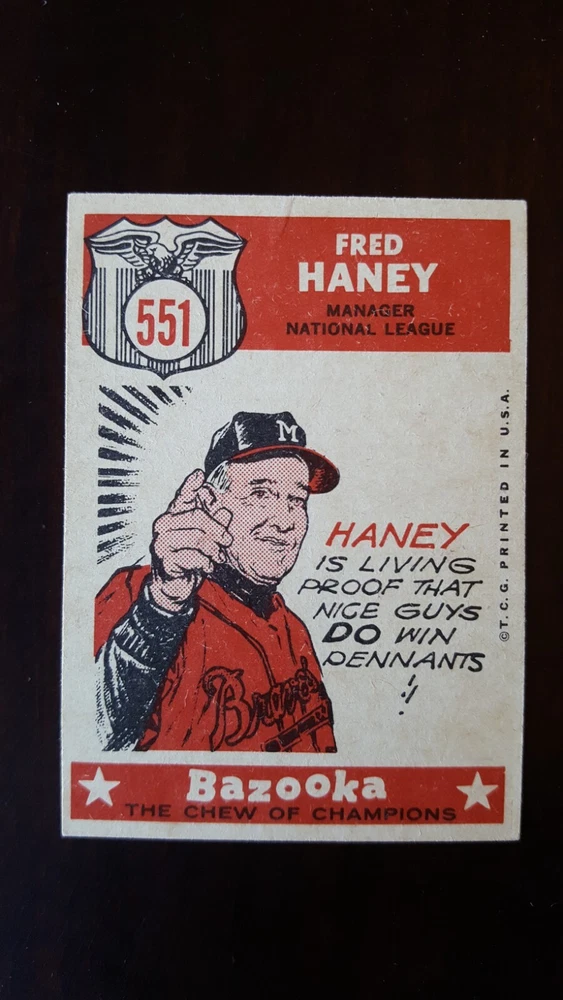 551
FRED
HANEY
MANAGER
NATIONAL LEAGUE
M
HANEY
IS LIVING
PROOF THAT
NICE GUYS
DO WIN
PENNANTS
!!
Braves
©T.C.G. PRINTED IN U.S.A.
Bazooka
THE CHEW OF CHAMPIONS